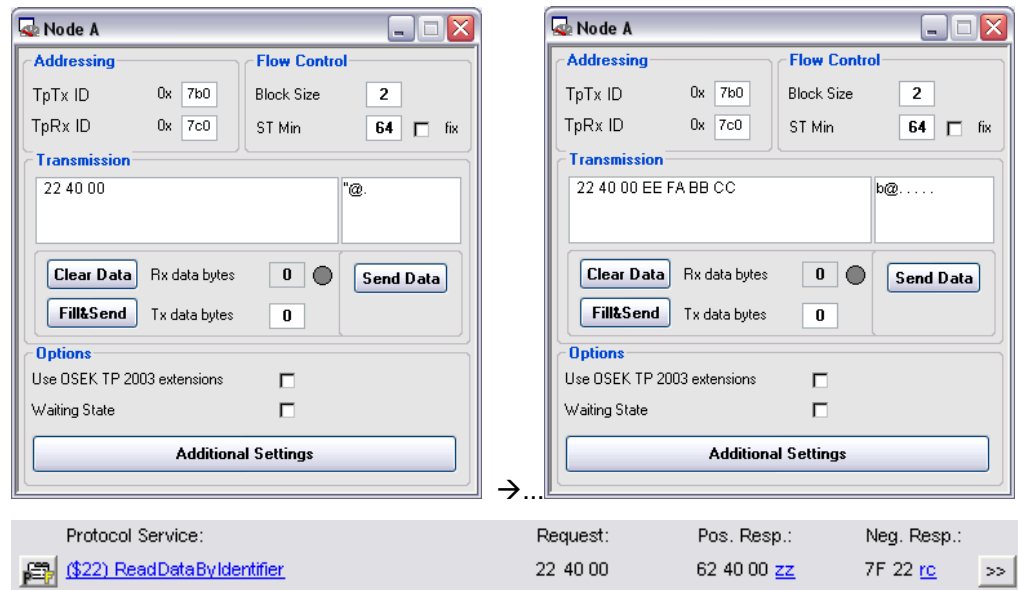 Node A
Addressing
Flow Control
TpTx ID 0x 7b0 Block Size 2
TpRx ID 0x 7c0 ST Min 64 fix
Transmission
22 40 00 "@.
Clear Data Rx data bytes 0 Send Data
Fill&Send Tx data bytes 0
Options
Use OSEK TP 2003 extensions
Waiting State
Additional Settings
→...
Node A
Addressing
Flow Control
TpTx ID 0x 7b0 Block Size 2
TpRx ID 0x 7c0 ST Min 64 fix
Transmission
22 40 00 EE FA BB CC b@.....
Clear Data Rx data bytes 0 Send Data
Fill&Send Tx data bytes 0
Options
Use OSEK TP 2003 extensions
Waiting State
Additional Settings
Protocol Service: Request: Pos. Resp.: Neg. Resp.:
($22) ReadDataByIdentifier 22 40 00 62 40 00 zz 7F 22 rc >>